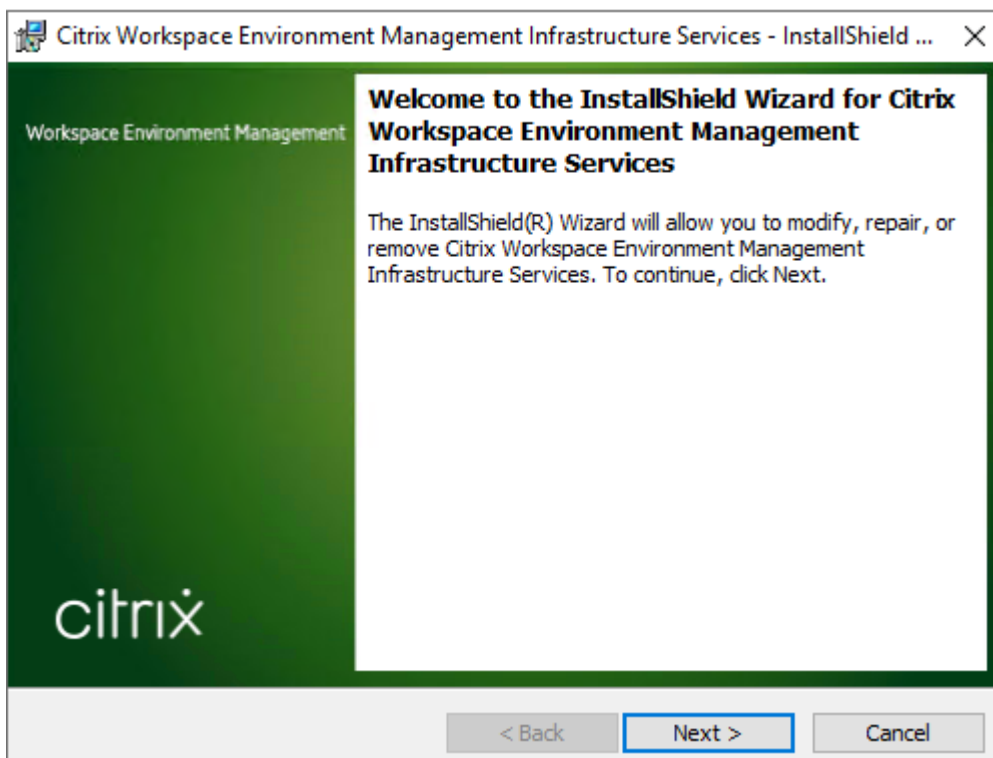 Citrix Workspace Environment Management Infrastructure Services - InstallShield ...
Workspace Environment Management
Welcome to the InstallShield Wizard for Citrix
Workspace Environment Management
Infrastructure Services
The InstallShield(R) Wizard will allow you to modify, repair, or
remove Citrix Workspace Environment Management
Infrastructure Services. To continue, click Next.
citrix
< Back
Next >
Cancel